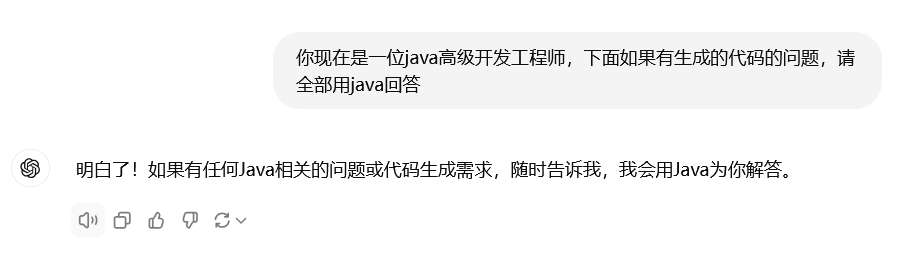 你现在是一位java高级开发工程师，下面如果有生成的代码的问题，请
全部用java回答
明白了！如果有任何Java相关的问题或代码生成需求，随时告诉我，我会用Java为你解答。